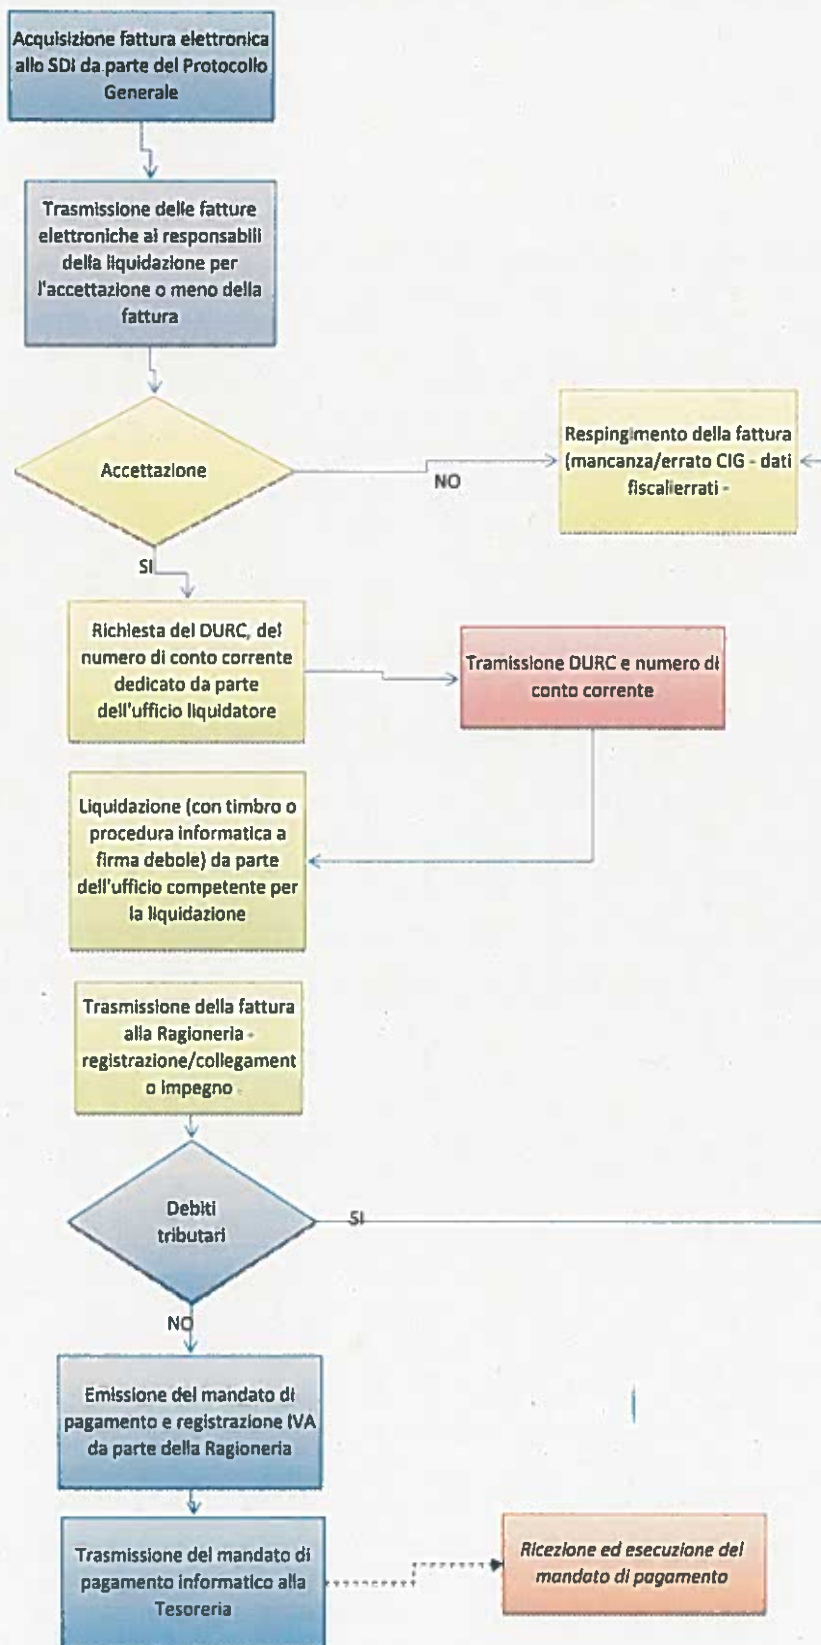 Acquisizione fattura elettronica
allo SDI da parte del Protocollo
Generale
Trasmissione delle fatture
elettroniche ai responsabili
della liquidazione per
l'accettazione o meno della
fattura
Accettazione
NO
Respingimento della fattura
(mancanza/errato CIG - dati
fiscalierrati -
SI
Richiesta del DURC, del
numero di conto corrente
dedicato da parte
dell'ufficio liquidatore
Tramissione DURC e numero di
conto corrente
Liquidazione (con timbro o
procedura informatica a
firma debole) da parte
dell'ufficio competente per
la liquidazione
Trasmissione della fattura
alla Ragioneria -
registrazione/collegament
o impegno -
Debiti
tributari
SI
NO
Emissione del mandato di
pagamento e registrazione IVA
da parte della Ragioneria
Trasmissione del mandato di
pagamento informatico alla
Tesoreria
Ricezione ed esecuzione del
mandato di pagamento